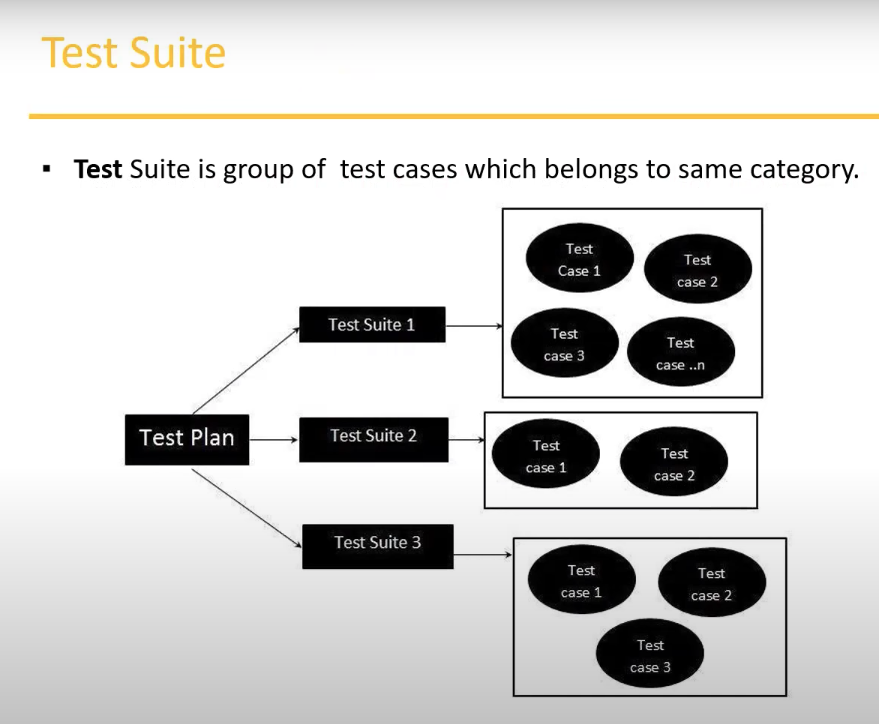 Test Suite
▪ Test Suite is group of test cases which belongs to same category.
Test
Case 1
Test
case 2
Test Suite 1
Test
case 3
Test
case ..n
Test Plan
Test Suite 2
Test
case 1
Test
case 2
Test Suite 3
Test
case 1
Test
case 2
Test
case 3